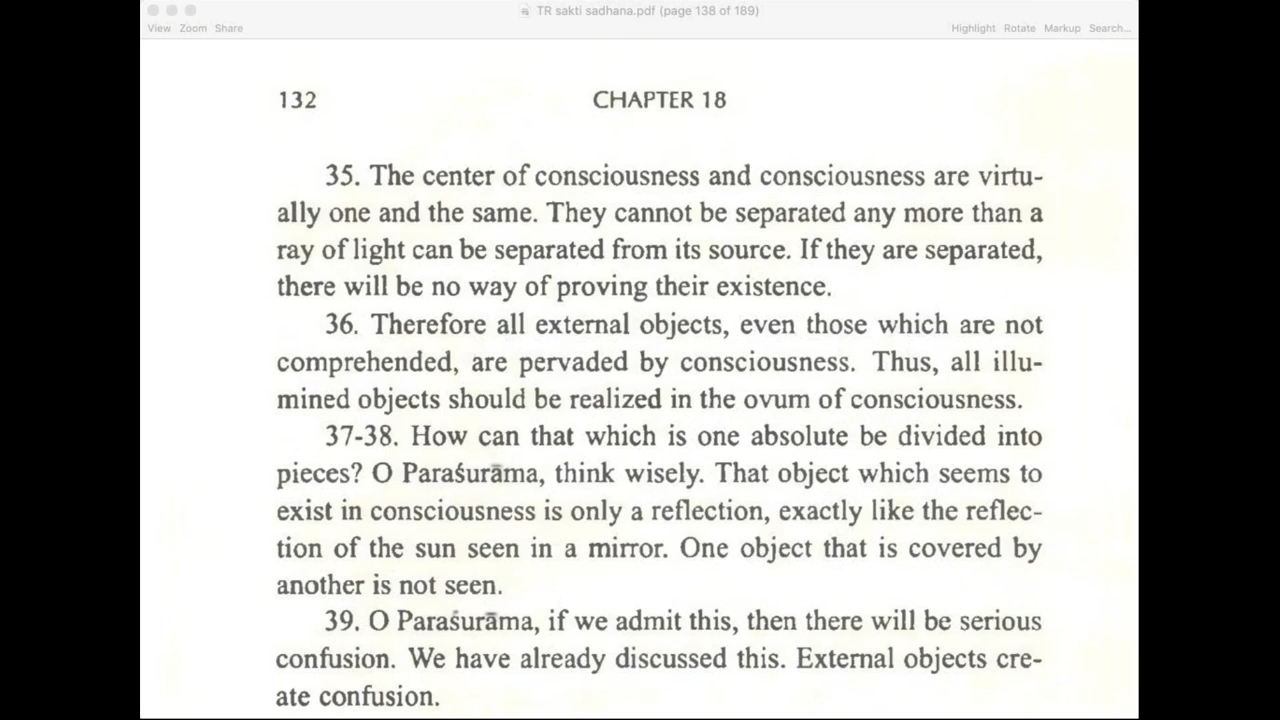 TR sakti sadhana.pdf (page 138 of 189)
View Zoom Share Highlight Rotate Markup Search...
132 CHAPTER 18
35. The center of consciousness and consciousness are virtu-
ally one and the same. They cannot be separated any more than a
ray of light can be separated from its source. If they are separated,
there will be no way of proving their existence.
36. Therefore all external objects, even those which are not
comprehended, are pervaded by consciousness. Thus, all illu-
mined objects should be realized in the ovum of consciousness.
37-38. How can that which is one absolute be divided into
pieces? O Paraśurāma, think wisely. That object which seems to
exist in consciousness is only a reflection, exactly like the reflec-
tion of the sun seen in a mirror. One object that is covered by
another is not seen.
39. O Paraśurāma, if we admit this, then there will be serious
confusion. We have already discussed this. External objects cre-
ate confusion.